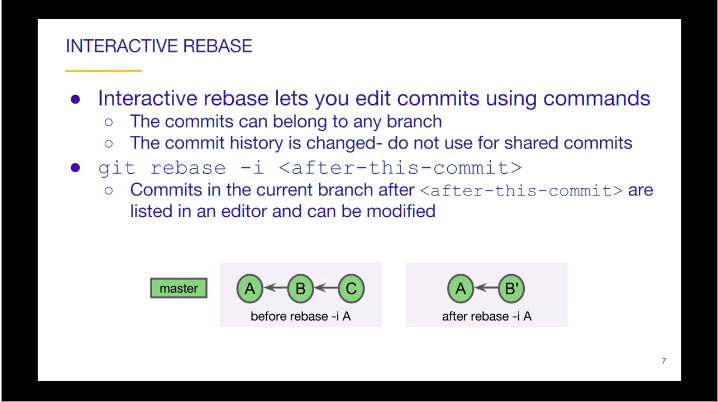 INTERACTIVE REBASE
● Interactive rebase lets you edit commits using commands
○ The commits can belong to any branch
○ The commit history is changed- do not use for shared commits
● git rebase -i <after-this-commit>
○ Commits in the current branch after <after-this-commit> are
listed in an editor and can be modified
master A B C A B'
before rebase -i A after rebase -i A
7